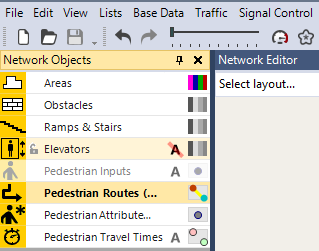 File Edit View Lists Base Data Traffic Signal Control
Network Objects
Network Editor
Select layout...
Areas
Obstacles
Ramps & Stairs
Elevators A
Pedestrian Inputs A
Pedestrian Routes (...
Pedestrian Attribute...
Pedestrian Travel Times A